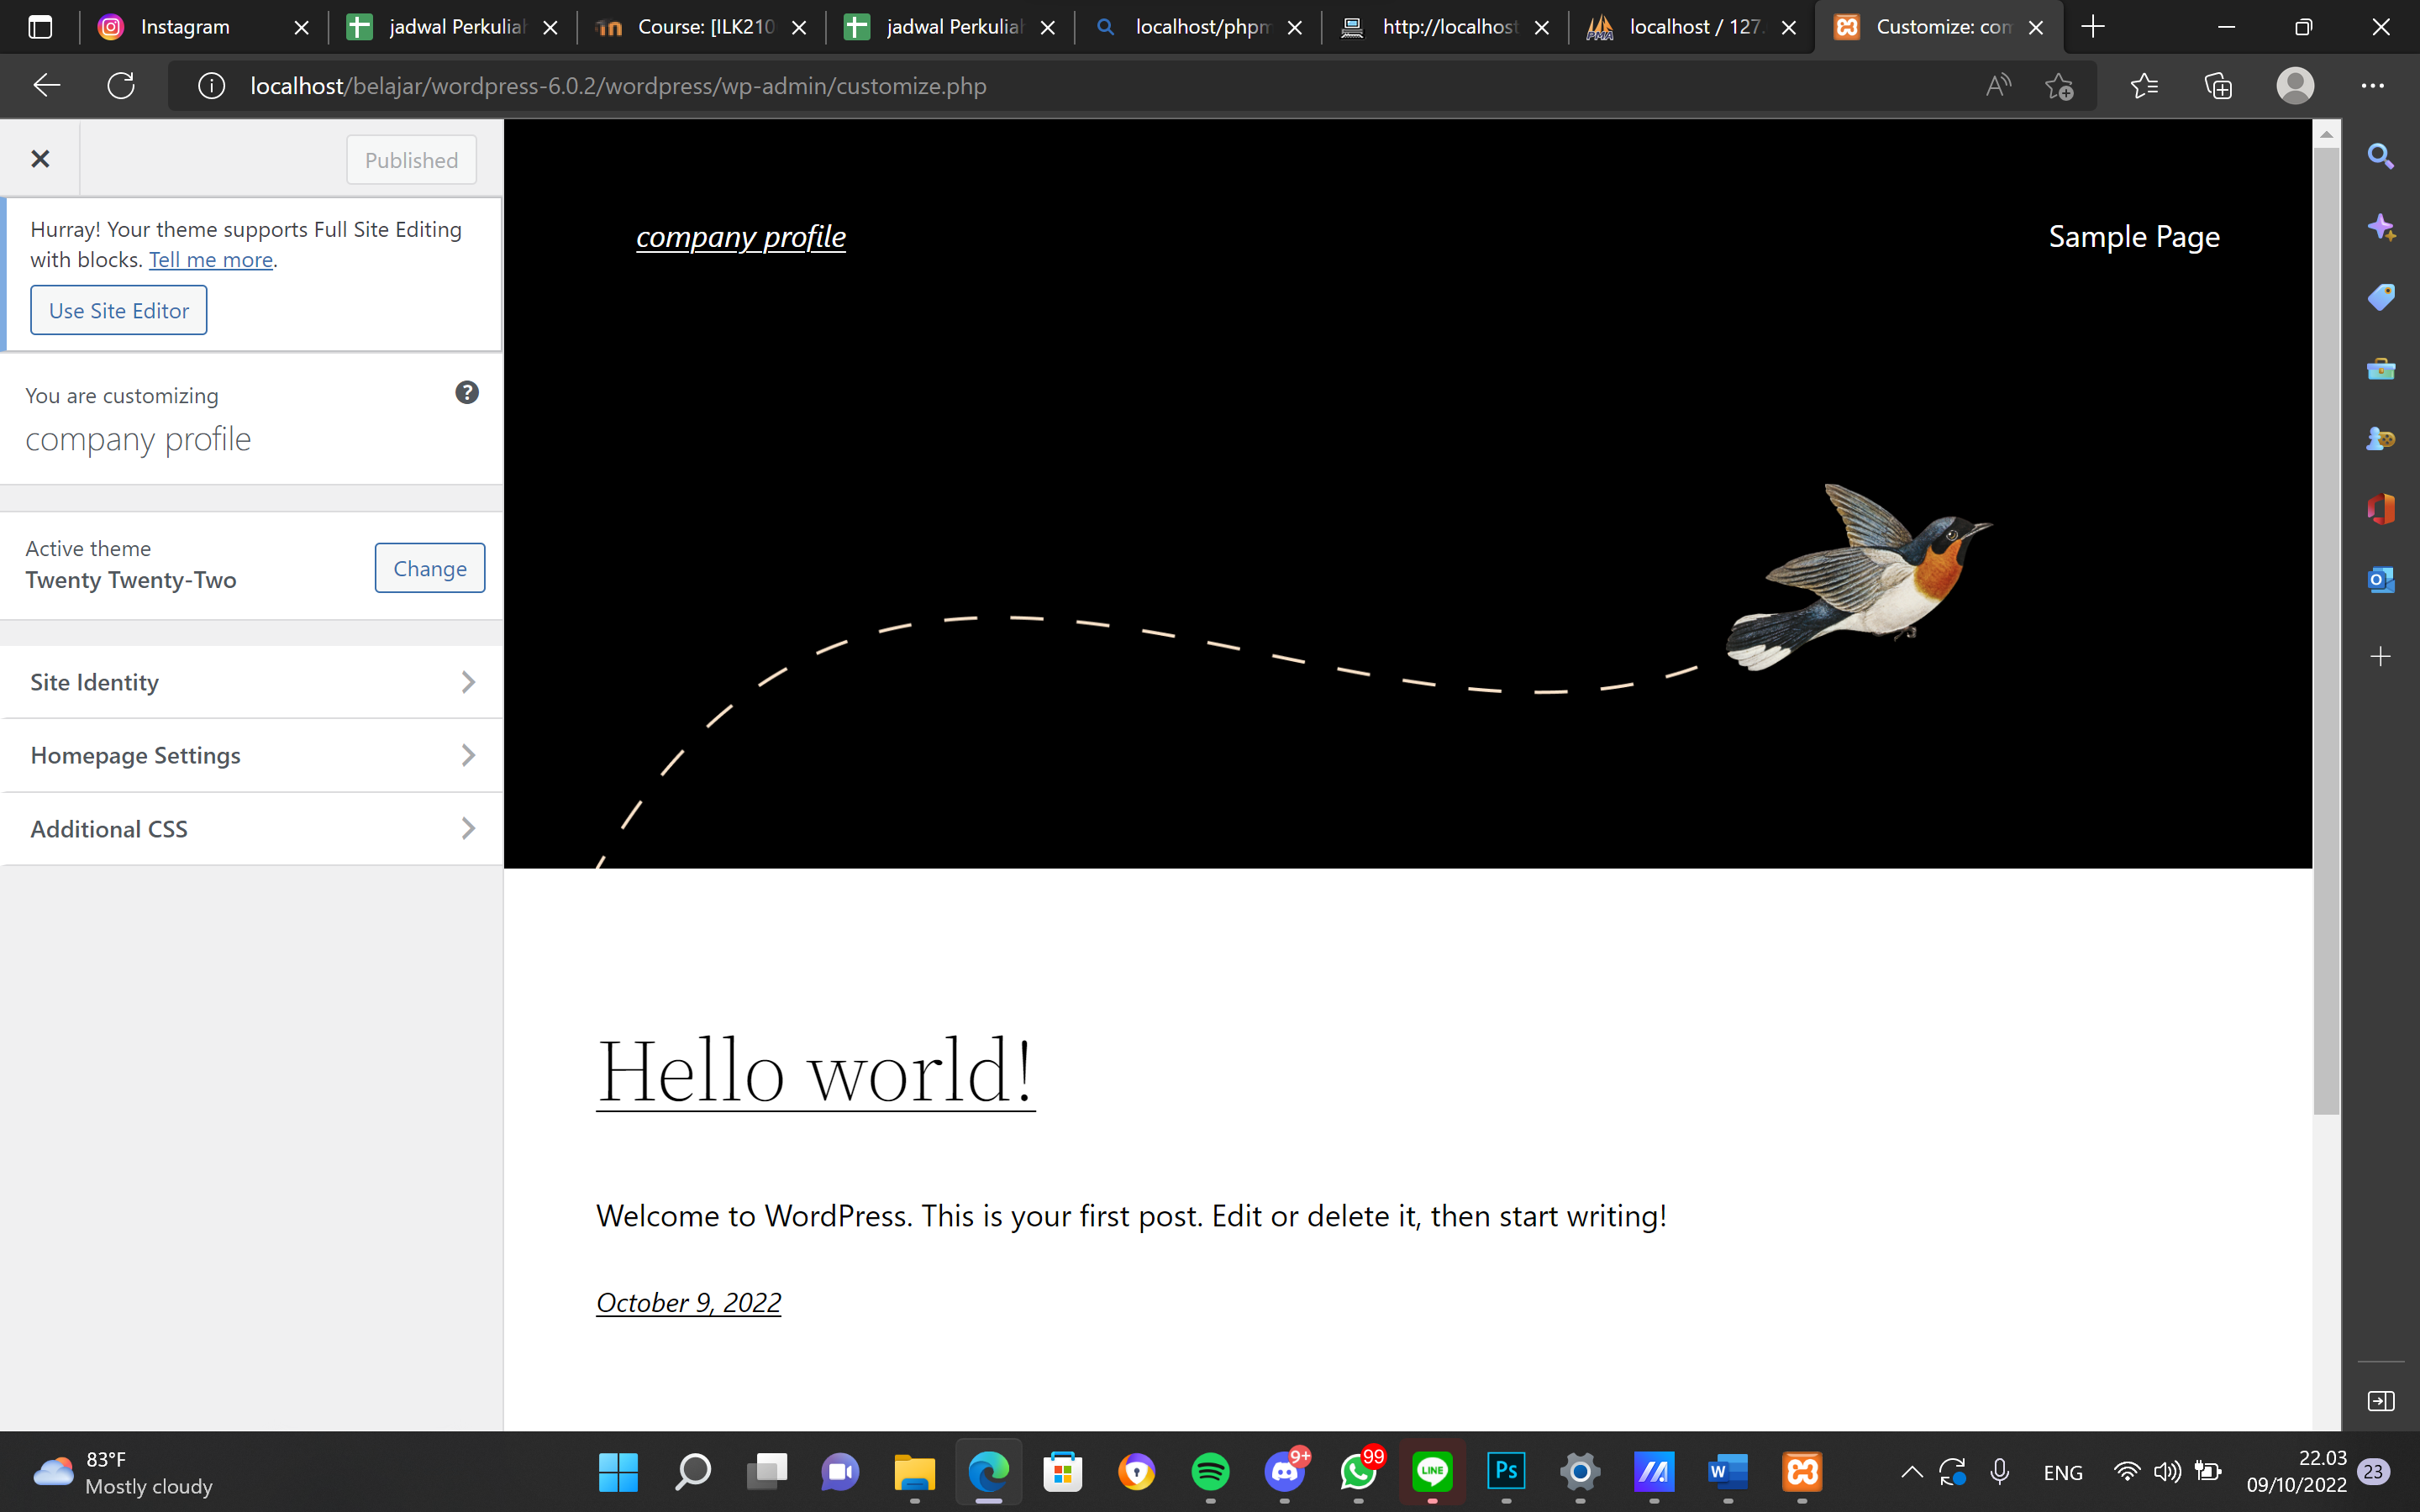 Instagram
jadwal Perkuliah
Course: [ILK210
jadwal Perkuliah
localhost/phpm
http://localhost
localhost / 127.
Customize: com
localhost/belajar/wordpress-6.0.2/wordpress/wp-admin/customize.php
Published
Hurray! Your theme supports Full Site Editing
with blocks. Tell me more.
Use Site Editor
You are customizing
company profile
Active theme
Twenty Twenty-Two
Change
Site Identity
Homepage Settings
Additional CSS
company profile
Sample Page
Hello world!
Welcome to WordPress. This is your first post. Edit or delete it, then start writing!
October 9, 2022
83°F
Mostly cloudy
9+
99
LINE
Ps
W
ENG
22.03
09/10/2022
23